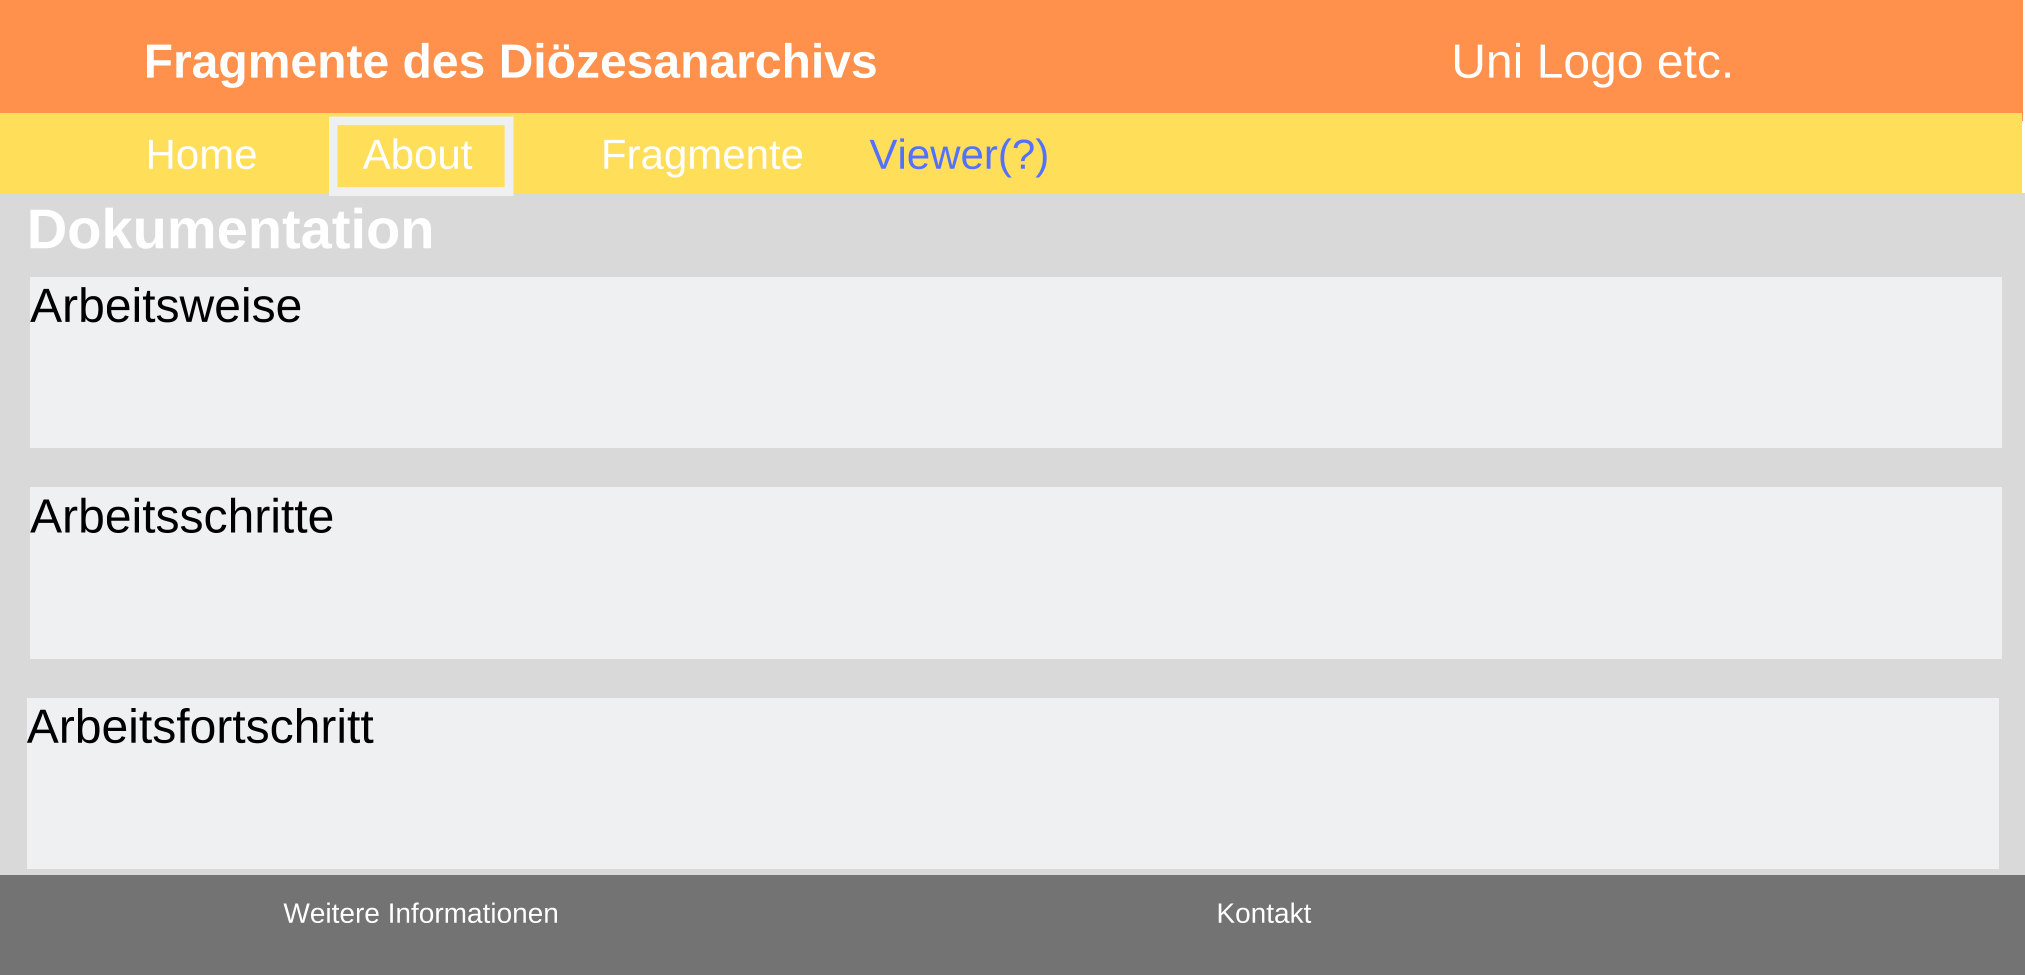 Fragmente des Diözesanarchivs
Uni Logo etc.
Home About Fragmente Viewer(?)
Dokumentation
Arbeitsweise
Arbeitsschritte
Arbeitsfortschritt
Weitere Informationen Kontakt